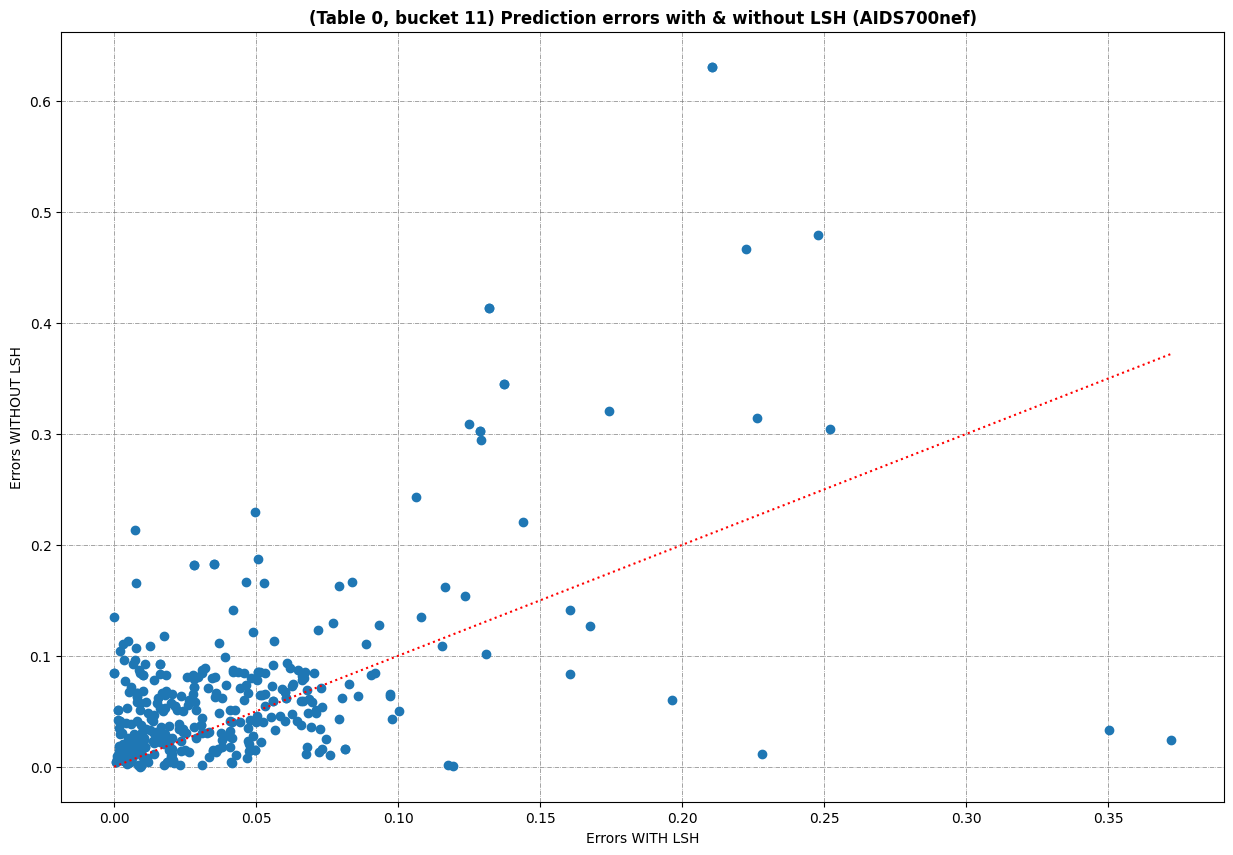 (Table 0, bucket 11) Prediction errors with & without LSH (AIDS700nef)
Errors WITHOUT LSH
0.6
0.5
0.4
0.3
0.2
0.1
0.0
0.00 0.05 0.10 0.15 0.20 0.25 0.30 0.35
Errors WITH LSH